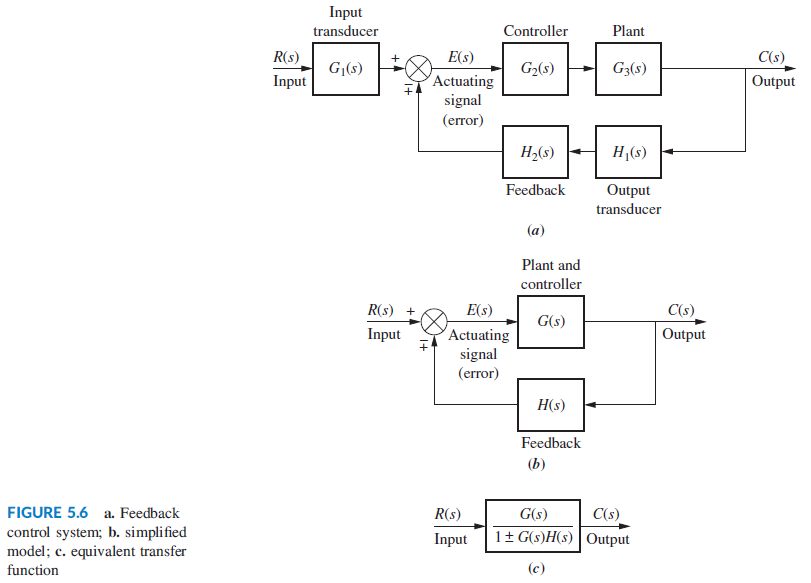 Input
transducer
Controller
Plant
R(s)
Input
G₁(s)
+
∓
E(s)
Actuating
signal
(error)
G₂(s)
G₃(s)
C(s)
Output
H₂(s)
H₁(s)
Feedback
Output
transducer
(a)
Plant and
controller
R(s)
+
Input
∓
E(s)
Actuating
signal
(error)
G(s)
C(s)
Output
H(s)
Feedback
(b)
FIGURE 5.6 a. Feedback
control system; b. simplified
model; c. equivalent transfer
function
R(s)
Input
G(s)
1 ± G(s)H(s)
C(s)
Output
(c)